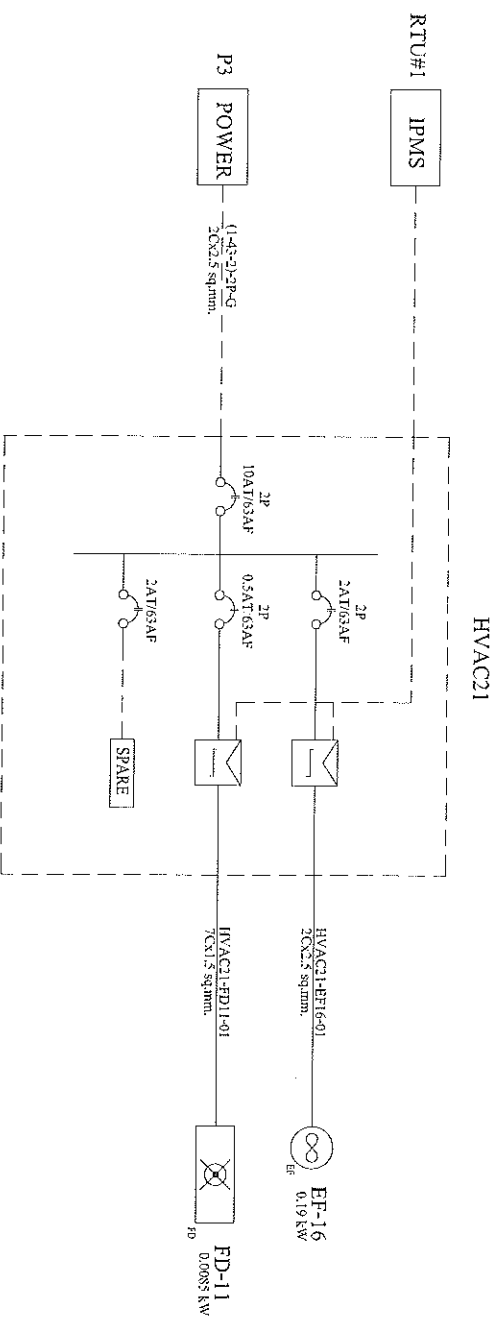 HVAC21
RTU#1
IPMS
P3
POWER
(1-43-2)-2P-G
2Cx2.5 sq.mm.
2P
10AT/63AF
2P
2AT/63AF
2P
0.5AT/63AF
2AT/63AF
SPARE
HVAC21-EF16-01
2Cx2.5 sq.mm.
HVAC21-FD11-01
7Cx1.5 sq.mm.
EF
EF-16
0.19 kW
FD
FD-11
0.0085 kW